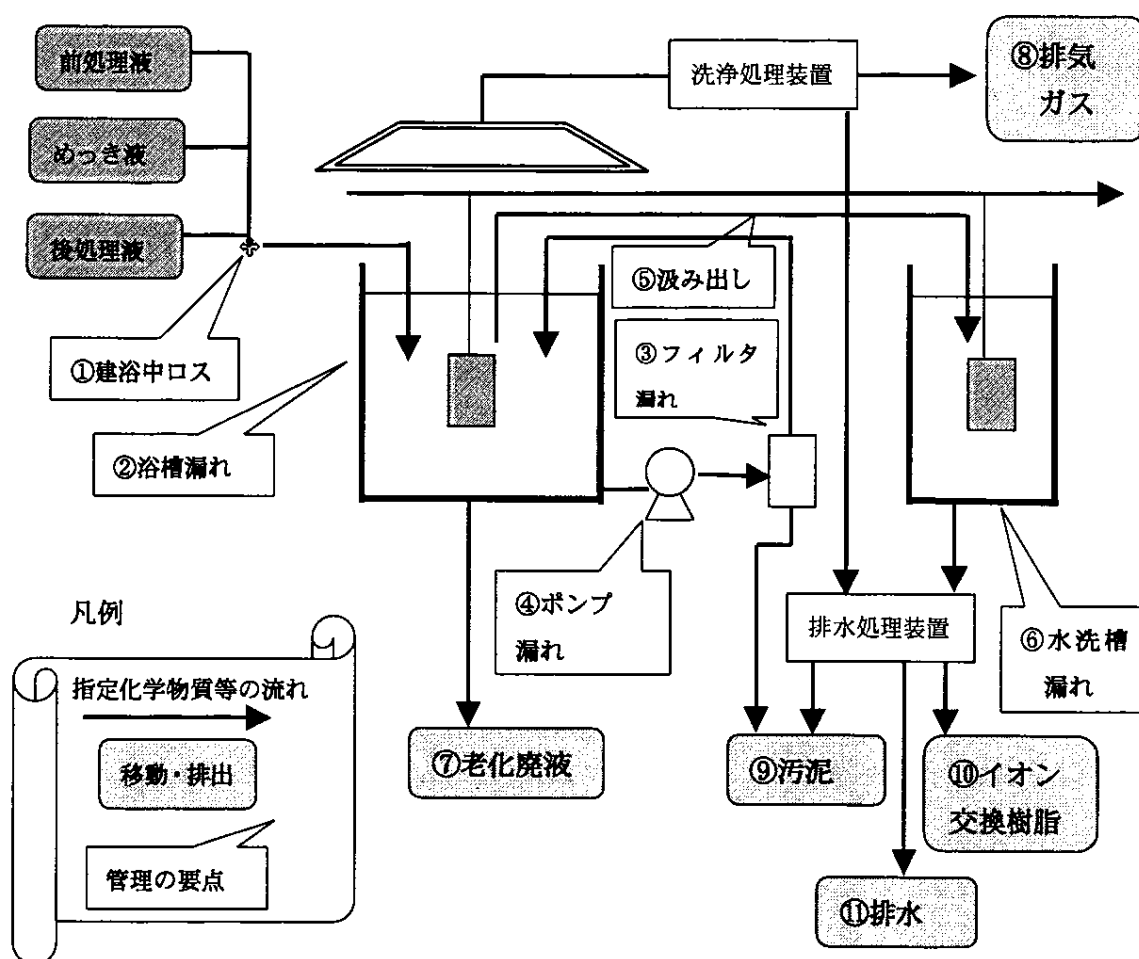 前処理液
めっき液
後処理液
洗浄処理装置
⑧排気
ガス
⑤汲み出し
①建浴中ロス
③フィルタ
漏れ
②浴槽漏れ
④ポンプ
漏れ
排水処理装置
⑥水洗槽
漏れ
凡例
指定化学物質等の流れ
移動・排出
管理の要点
⑦老化廃液
⑨汚泥
⑩イオン
交換樹脂
⑪排水